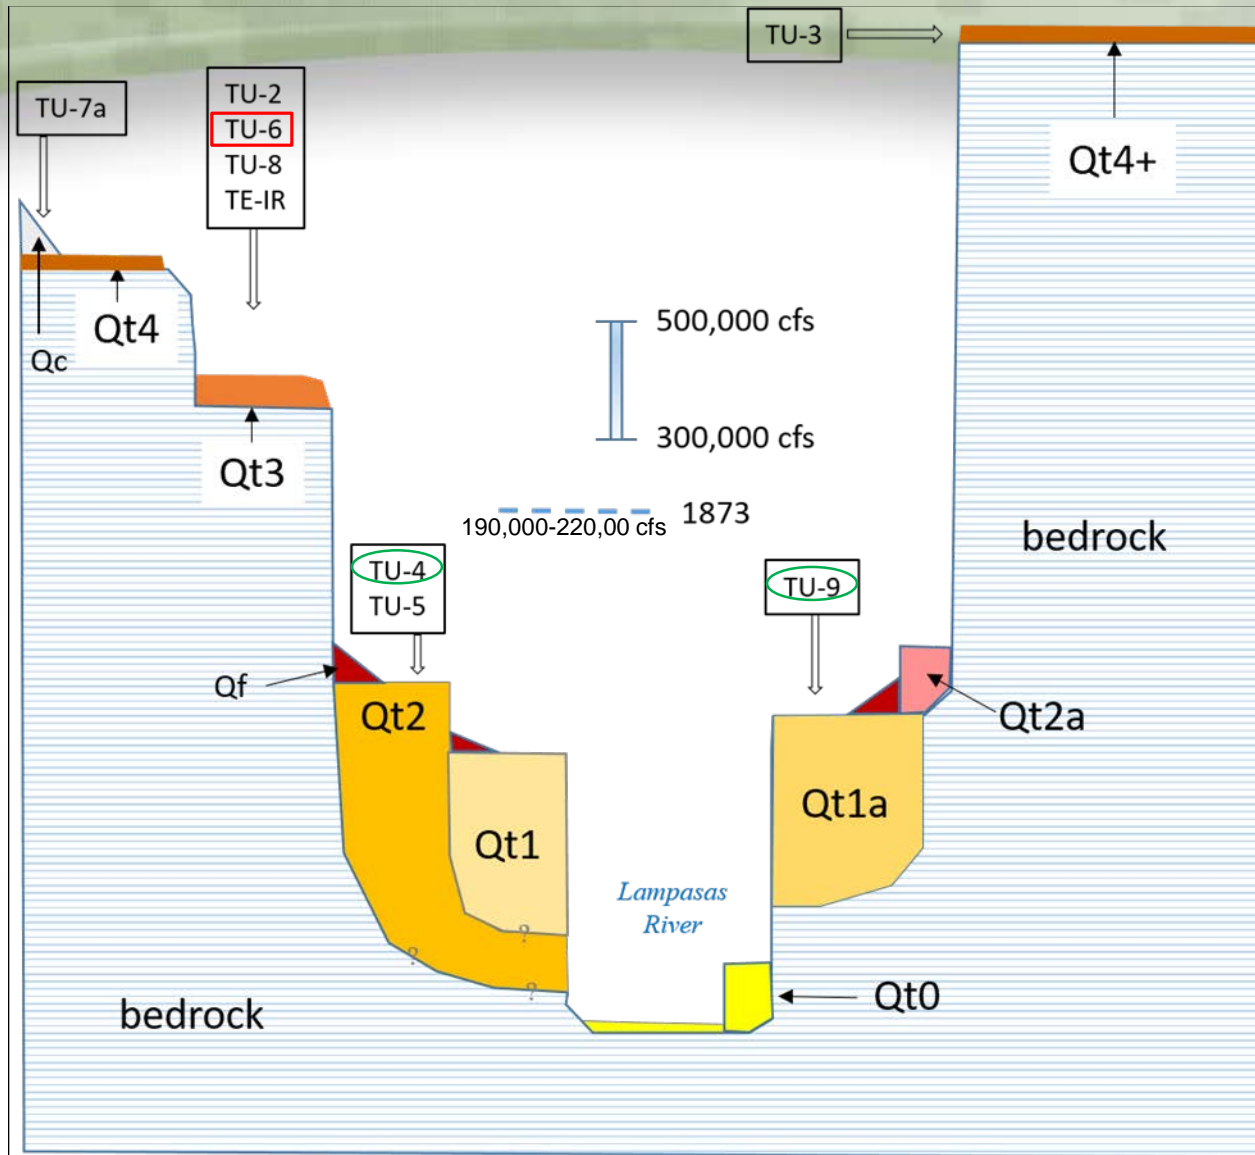 TU-3
TU-7a
TU-2
TU-6
TU-8
TE-IR
Qt4+
Qt4
Qc
500,000 cfs
300,000 cfs
Qt3
1873
190,000-220,00 cfs
bedrock
TU-4
TU-5
TU-9
Qf
Qt2
Qt2a
Qt1a
Qt1
Lampasas
River
?
?
?
Qt0
bedrock